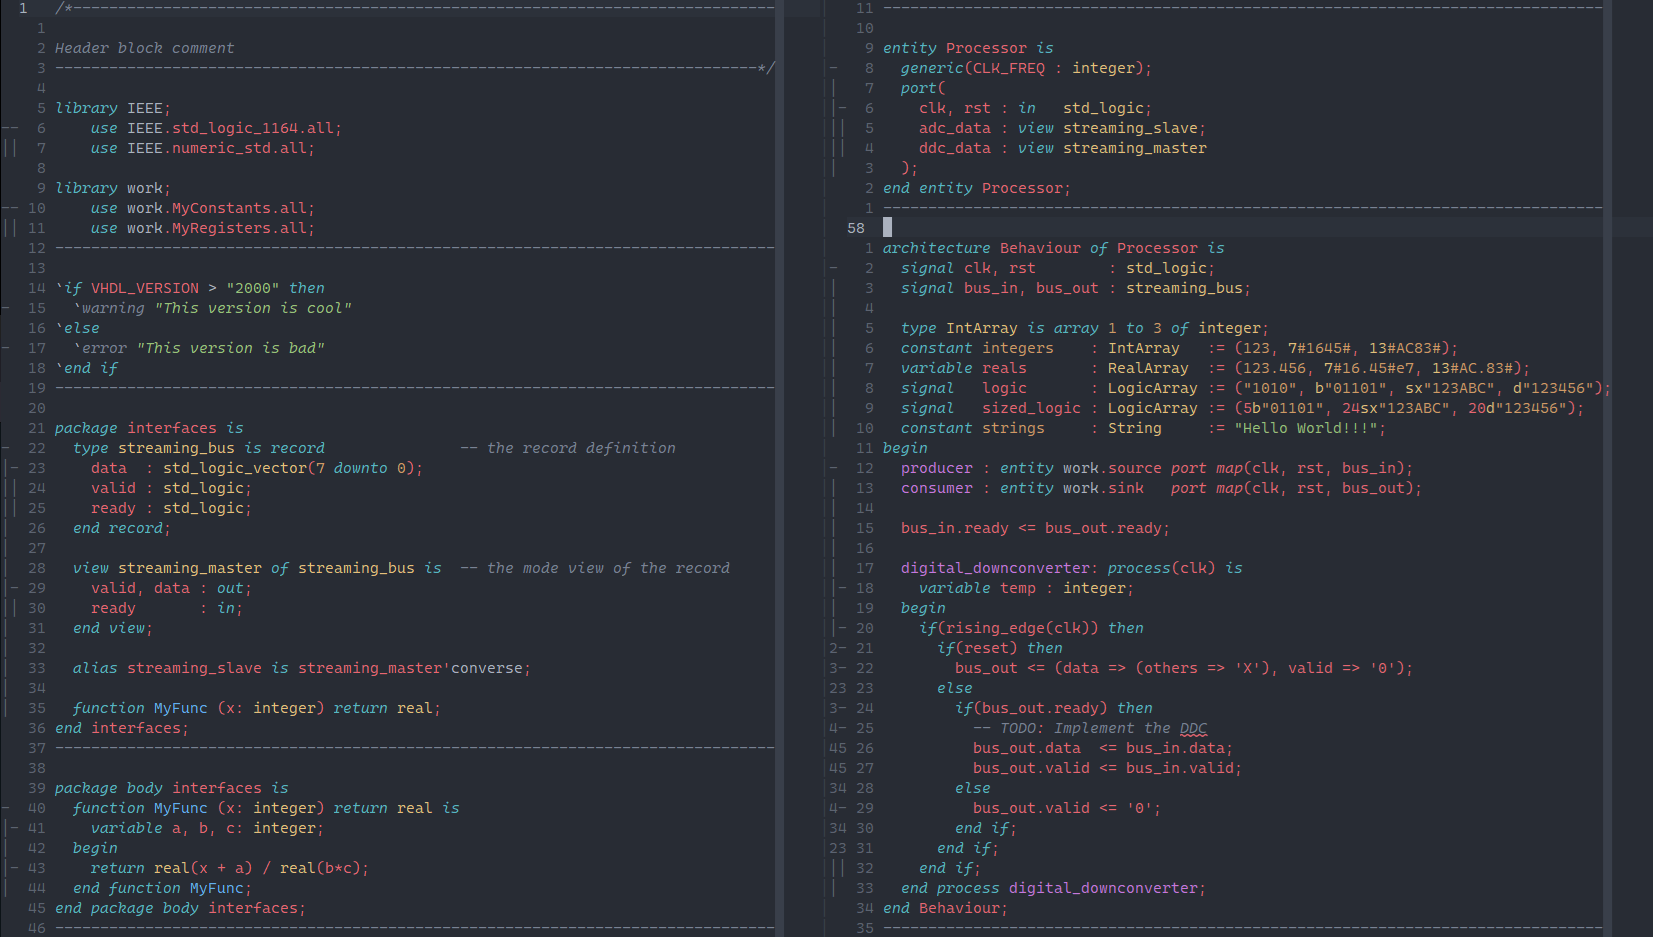 1 /*------------------------------------------------------------------------------
1
2 Header block comment
3 ------------------------------------------------------------------------------*/
4
5 library IEEE;
-- 6     use IEEE.std_logic_1164.all;
││ 7     use IEEE.numeric_std.all;
8
9 library work;
-- 10     use work.MyConstants.all;
││ 11     use work.MyRegisters.all;
12 --------------------------------------------------------------------------------
13
14 `if VHDL_VERSION > "2000" then
- 15   `warning "This version is cool"
16 `else
- 17   `error "This version is bad"
18 `end if
19 --------------------------------------------------------------------------------
20
21 package interfaces is
- 22   type streaming_bus is record               -- the record definition
│- 23     data  : std_logic_vector(7 downto 0);
││ 24     valid : std_logic;
││ 25     ready : std_logic;
│ 26   end record;
│ 27
│ 28   view streaming_master of streaming_bus is  -- the mode view of the record
│- 29     valid, data : out;
││ 30     ready       : in;
│ 31   end view;
│ 32
│ 33   alias streaming_slave is streaming_master'converse;
│ 34
│ 35   function MyFunc (x: integer) return real;
36 end interfaces;
37 --------------------------------------------------------------------------------
38
39 package body interfaces is
- 40   function MyFunc (x: integer) return real is
│- 41     variable a, b, c: integer;
│ 42   begin
│- 43     return real(x + a) / real(b*c);
│ 44   end function MyFunc;
45 end package body interfaces;
46 --------------------------------------------------------------------------------
11 --------------------------------------------------------------------------------
10
9 entity Processor is
- 8   generic(CLK_FREQ : integer);
│ 7   port(
│- 6     clk, rst : in   std_logic;
││ 5     adc_data : view streaming_slave;
││ 4     ddc_data : view streaming_master
│ 3   );
2 end entity Processor;
1 --------------------------------------------------------------------------------
58
1 architecture Behaviour of Processor is
- 2   signal clk, rst        : std_logic;
│ 3   signal bus_in, bus_out : streaming_bus;
│ 4
│ 5   type IntArray is array 1 to 3 of integer;
│ 6   constant integers    : IntArray   := (123, 7#1645#, 13#AC83#);
│ 7   variable reals       : RealArray  := (123.456, 7#16.45#e7, 13#AC.83#);
│ 8   signal   logic       : LogicArray := ("1010", b"01101", sx"123ABC", d"123456");
│ 9   signal   sized_logic : LogicArray := (5b"01101", 24sx"123ABC", 20d"123456");
│ 10   constant strings     : String     := "Hello World!!!";
11 begin
- 12   producer : entity work.source port map(clk, rst, bus_in);
│ 13   consumer : entity work.sink   port map(clk, rst, bus_out);
│ 14
│ 15   bus_in.ready <= bus_out.ready;
│ 16
│ 17   digital_downconverter: process(clk) is
│- 18     variable temp : integer;
│ 19   begin
│- 20     if(rising_edge(clk)) then
2- 21       if(reset) then
3- 22         bus_out <= (data => (others => 'X'), valid => '0');
23 23       else
3- 24         if(bus_out.ready) then
4- 25           -- TODO: Implement the DDC
45 26           bus_out.data  <= bus_in.data;
45 27           bus_out.valid <= bus_in.valid;
34 28         else
4- 29           bus_out.valid <= '0';
34 30         end if;
23 31       end if;
││ 32     end if;
│ 33   end process digital_downconverter;
34 end Behaviour;
35 --------------------------------------------------------------------------------